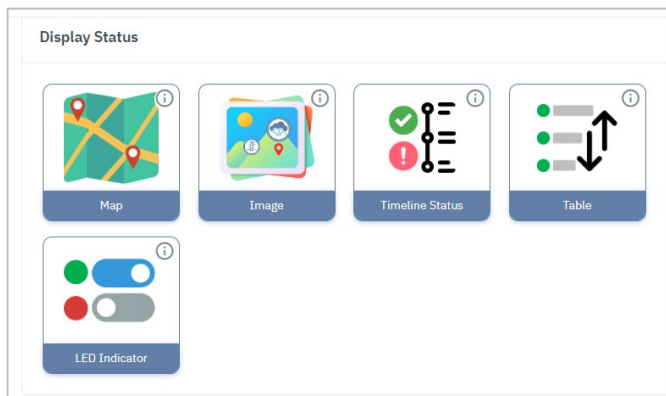 Display Status
Map
Image
Timeline Status
Table
LED Indicator